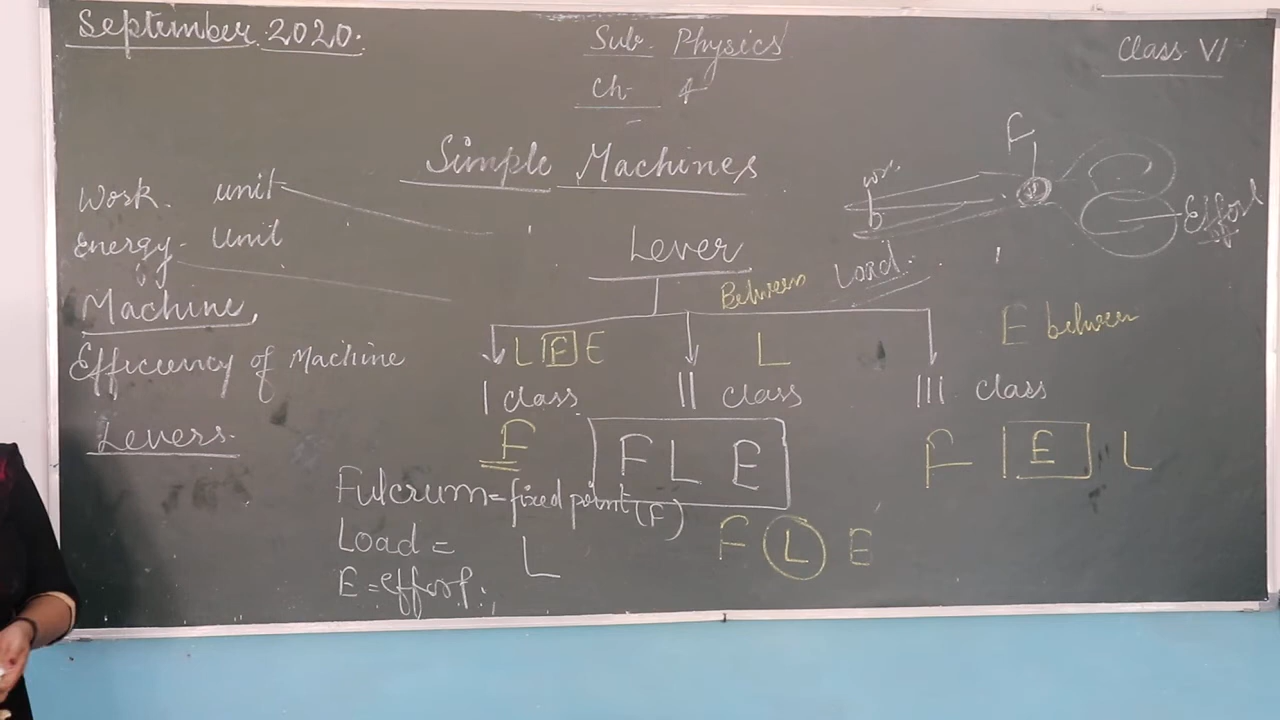 September 2020.
Sub. Physics
Class VI
Ch- 4
Simple Machines
Work. unit
Energy- Unit
Machine,
Efficiency of Machine
Levers.
F
Effort
Load.
Lever
Between
L F E
L
E between
I class
II class
III class
F
F L E
F E L
Fulcrum = fixed point (F)
Load = L
E = effort.
F L E